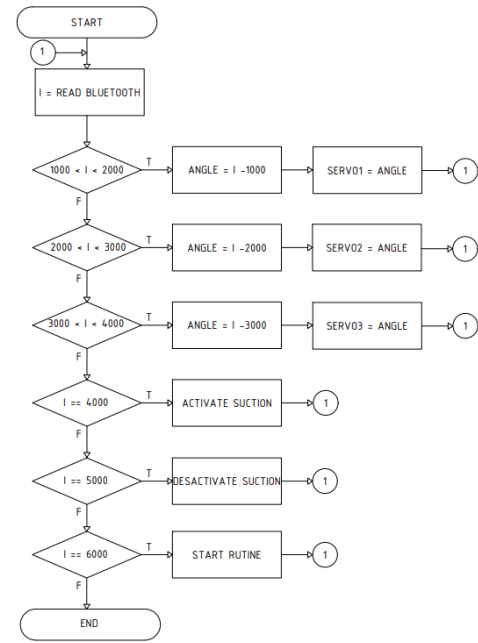 START
1
I = READ BLUETOOTH
1000 < I < 2000
T
ANGLE = I -1000
SERVO1 = ANGLE
1
F
2000 < I < 3000
T
ANGLE = I -2000
SERVO2 = ANGLE
1
F
3000 < I < 4000
T
ANGLE = I -3000
SERVO3 = ANGLE
1
F
I == 4000
T
ACTIVATE SUCTION
1
F
I == 5000
T
DESACTIVATE SUCTION
1
F
I == 6000
T
START RUTINE
1
F
END